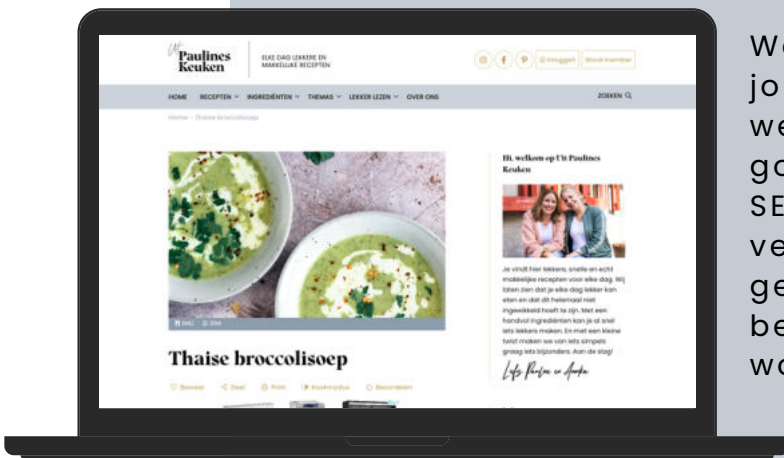 Uit
Paulines
Keuken
ELKE DAG LEKKERE EN
MAKKELIJKE RECEPTEN
Inloggen
Word member
HOME
RECEPTEN
INGREDIËNTEN
THEMAS
LEKKER LEZEN
OVER ONS
ZOEKEN
Home > Thaise broccolisoep
Hi, welkom op Uit Paulines
Keuken
Je vindt hier lekkere, snelle en echt
makkelijke recepten voor elke dag. Wij
laten zien dat je elke dag lekker kan
eten en dat dit helemaal niet
ingewikkeld hoeft te zijn. Met een
handvol ingrediënten kan je al snel
iets lekkers maken. En met een kleine
twist maken we van iets simpels
graag iets bijzonders. Aan de slag!
Liefs Pauline en
Thaise broccolisoep
Bewaar
Deel
Print
Kookmodus
Beoordelen
jo
we
SE
ve
ge
be